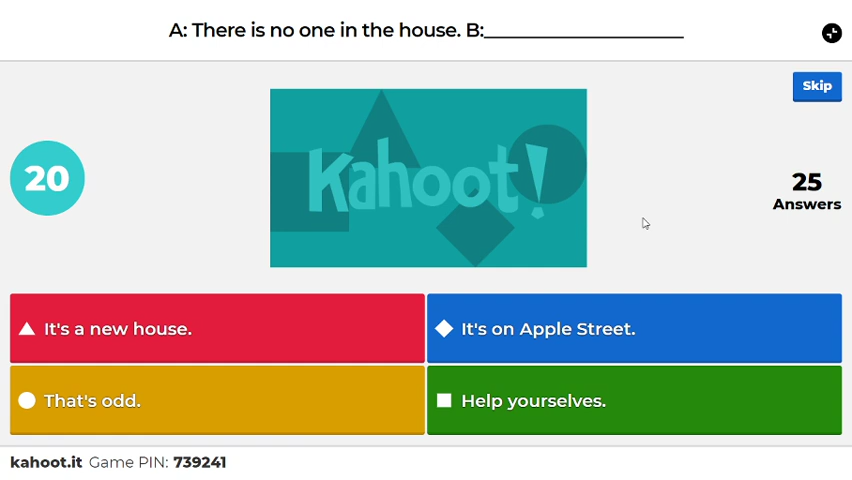 A: There is no one in the house. B:____________________
Skip
20
Kahoot!
25
Answers
It's a new house.
It's on Apple Street.
That's odd.
Help yourselves.
kahoot.it Game PIN: 739241